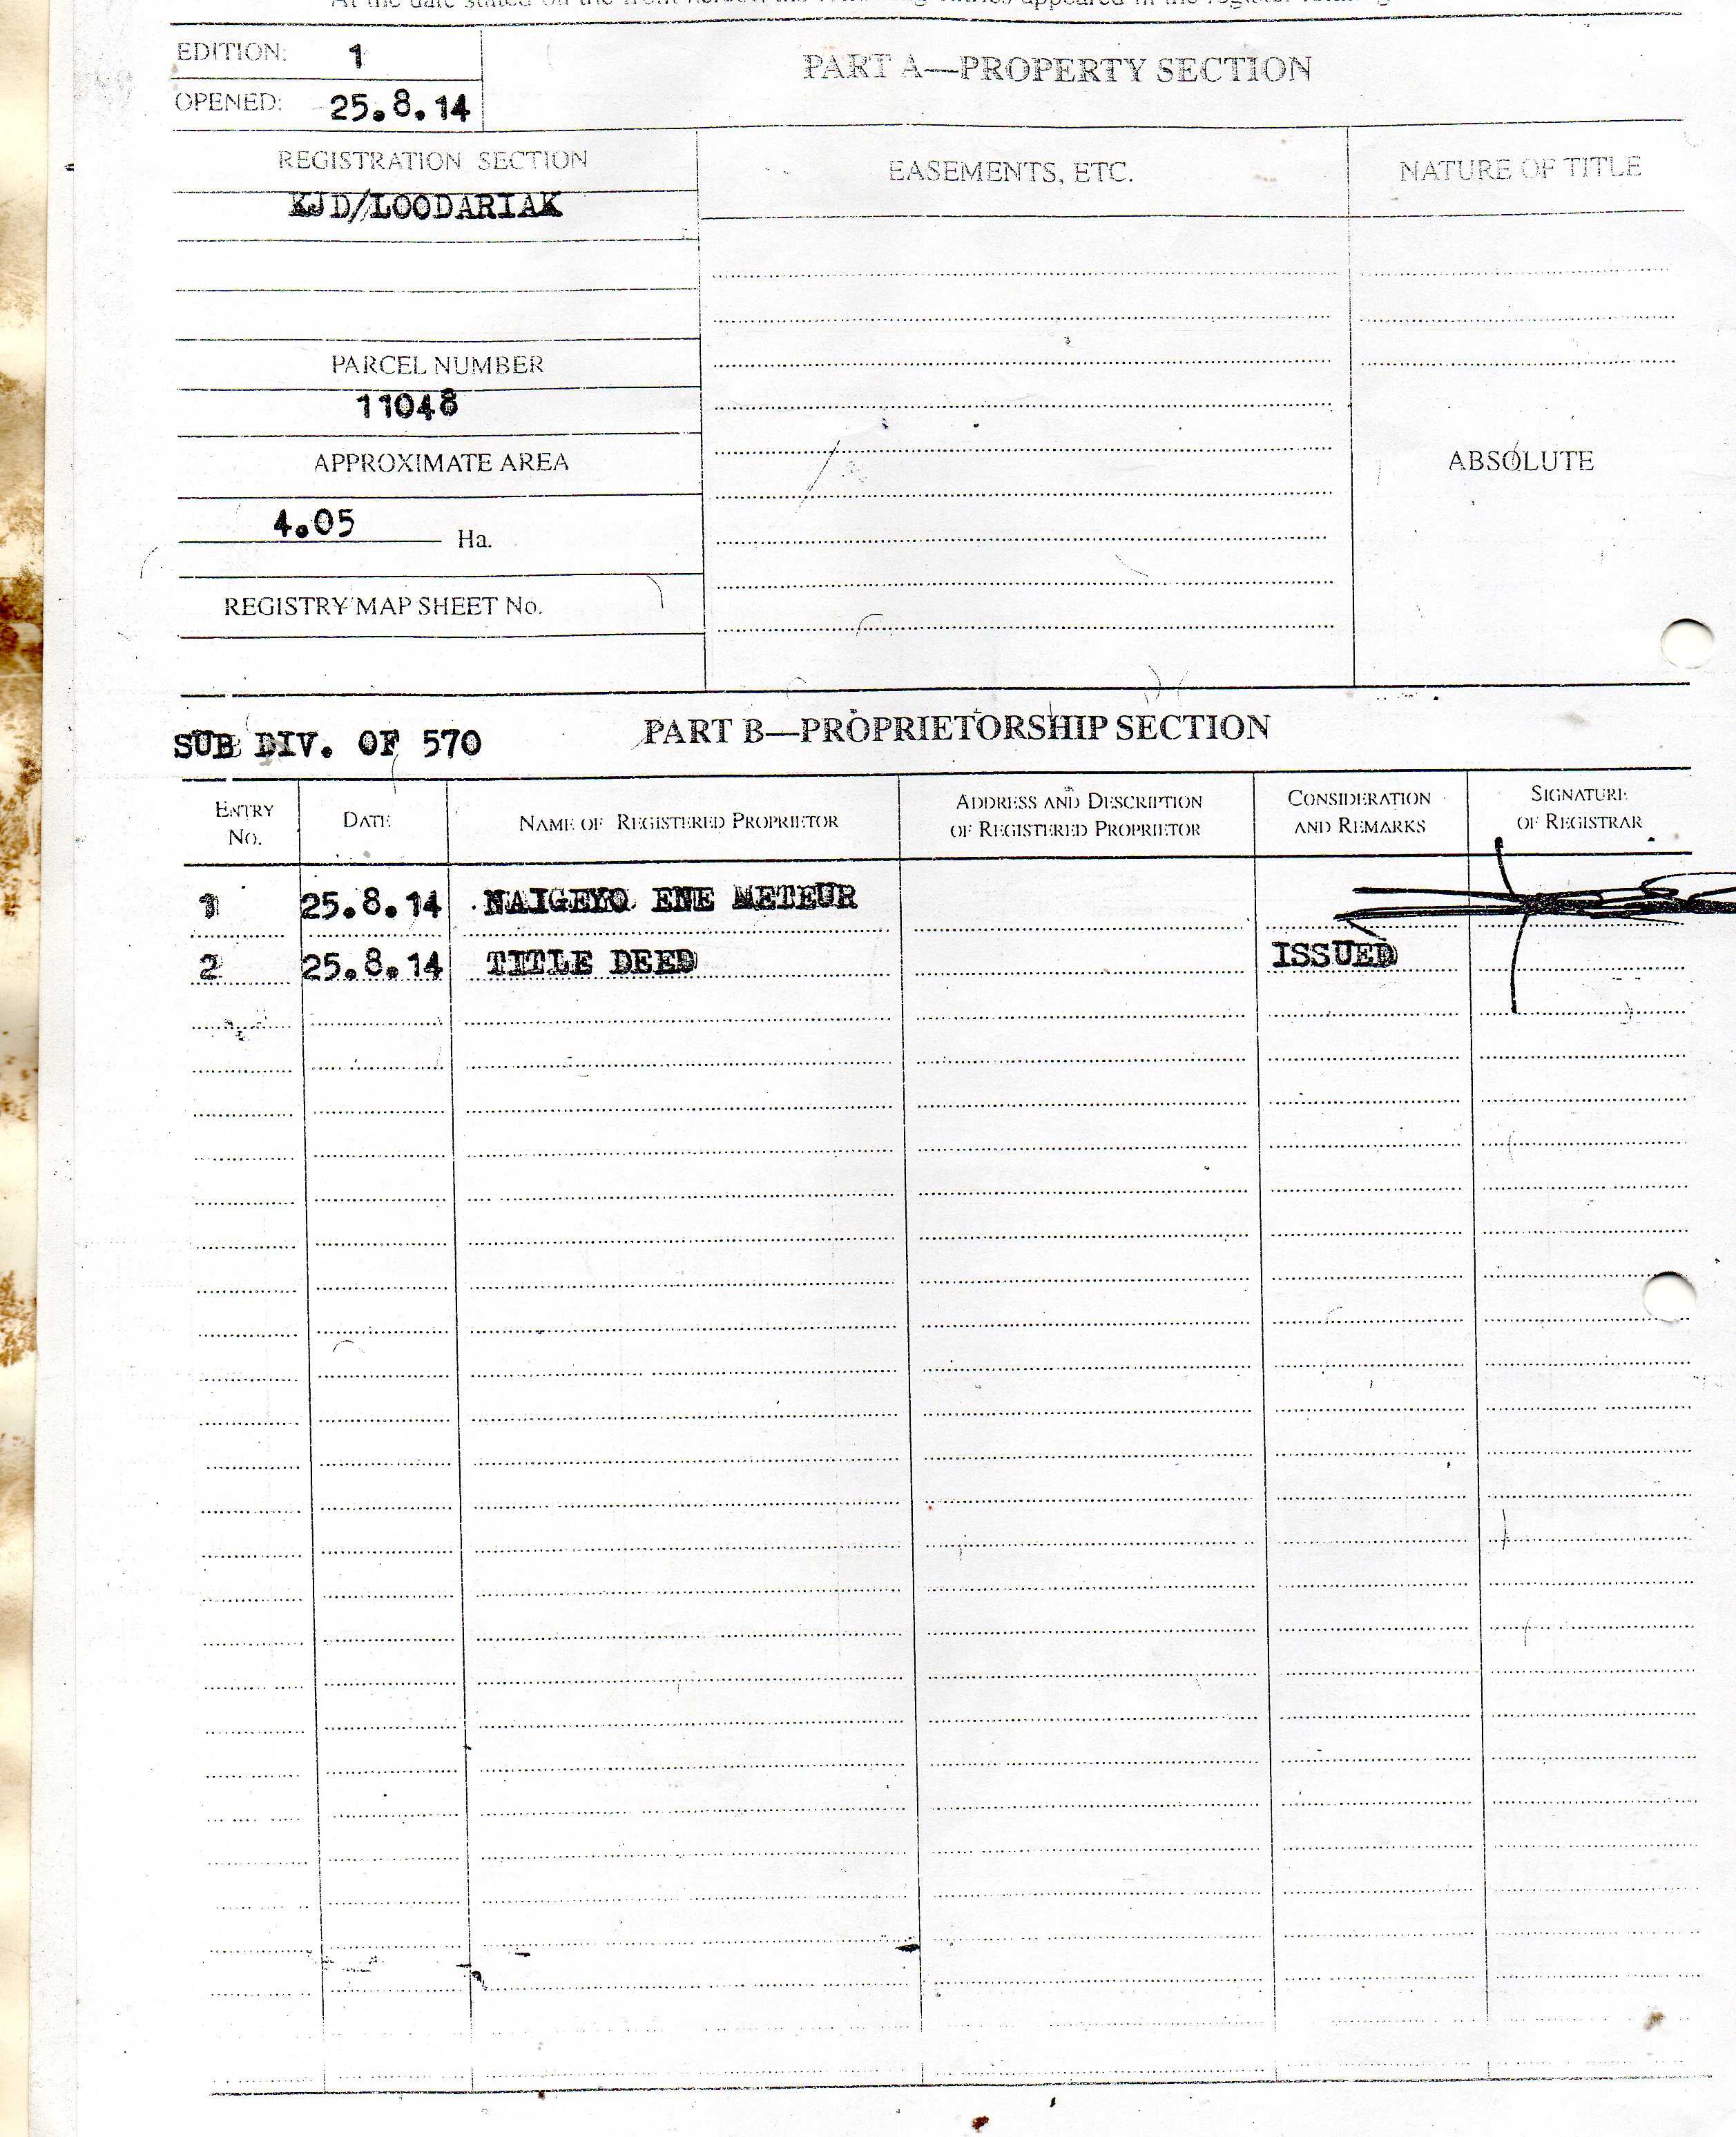 EDITION: 1
PART A—PROPERTY SECTION
OPENED: 25.8.14
REGISTRATION SECTION
EASEMENTS, ETC.
NATURE OF TITLE
KJD/LOODARIAK
PARCEL NUMBER
11048
APPROXIMATE AREA
ABSOLUTE
4.05 Ha.
REGISTRY MAP SHEET No.
SUB DIV. OF 570
PART B—PROPRIETORSHIP SECTION
ENTRY No.
DATE
NAME OF REGISTERED PROPRIETOR
ADDRESS AND DESCRIPTION OF REGISTERED PROPRIETOR
CONSIDERATION AND REMARKS
SIGNATURE OF REGISTRAR
1 25.8.14 NAIGEYO ENE METEUR
2 25.8.14 TITLE DEED ISSUED